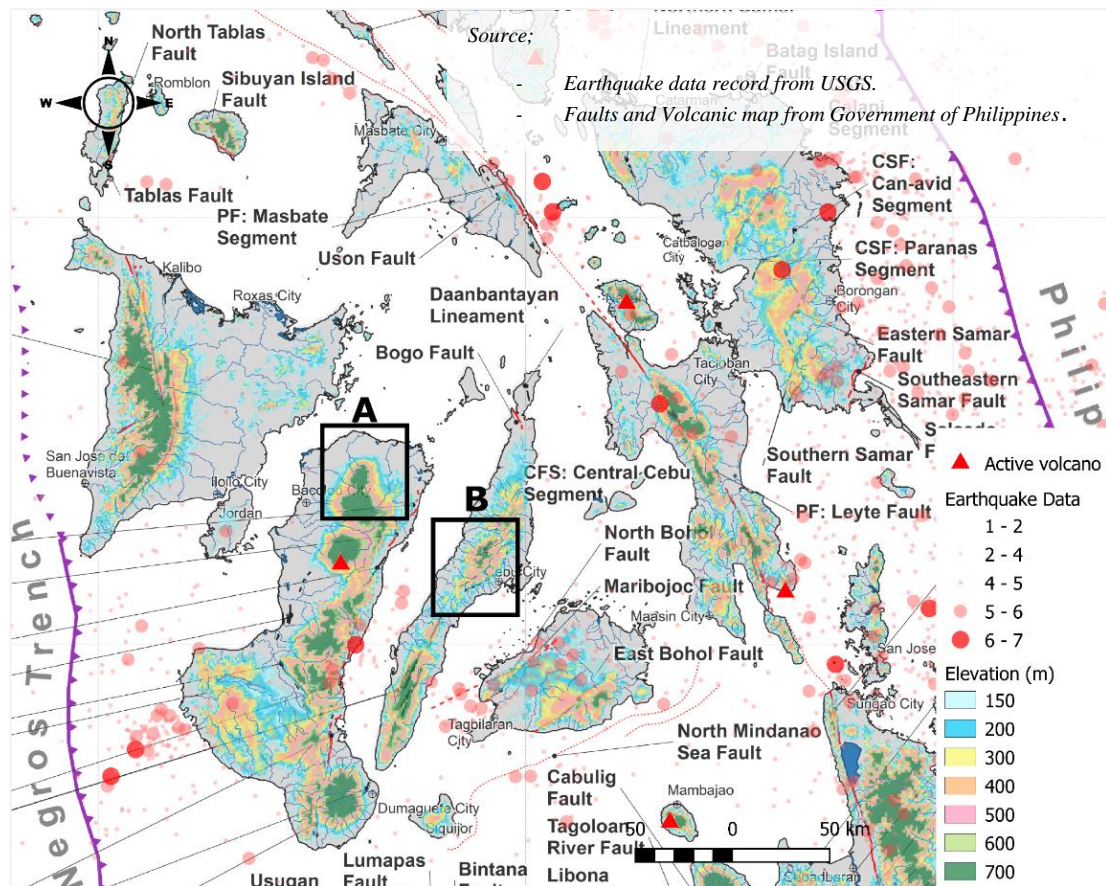 Source;
- Earthquake data record from USGS.
- Faults and Volcanic map from Government of Philippines.
Lineament
Batag Island
Fault
Catarman
Segment
North Tablas
Fault
Romblon
N
W
E
S
Sibuyan Island
Fault
Tablas Fault
Masbate City
PF: Masbate
Segment
Uson Fault
CSF:
Can-avid
Segment
Catbalogan
City
CSF: Paranas
Segment
Borongan
City
Kalibo
Roxas City
Daanbantayan
Lineament
Bogo Fault
Eastern Samar
Fault
Tacloban
City
Southeastern
Samar Fault
Southern Samar
Fault
A
B
San Jose de
Buenavista
Iloilo City
Jordan
CFS: Central Cebu
Segment
PF: Leyte Fault
North Bohol
Fault
Maribojoc Fault
Maasin City
East Bohol Fault
Tagbilaran
City
San Jose
Surigao City
North Mindanao
Sea Fault
Cabulig
Fault
Mambajao
Tagoloan
River Fault
Dumaguete City
Siquijor
Lumapas
Fault
Bintana
Libona
Usugan
Negros Trench
Philip
Active volcano
Earthquake Data
1 - 2
2 - 4
4 - 5
5 - 6
6 - 7
Elevation (m)
150
200
300
400
500
600
700
50 0 50 km